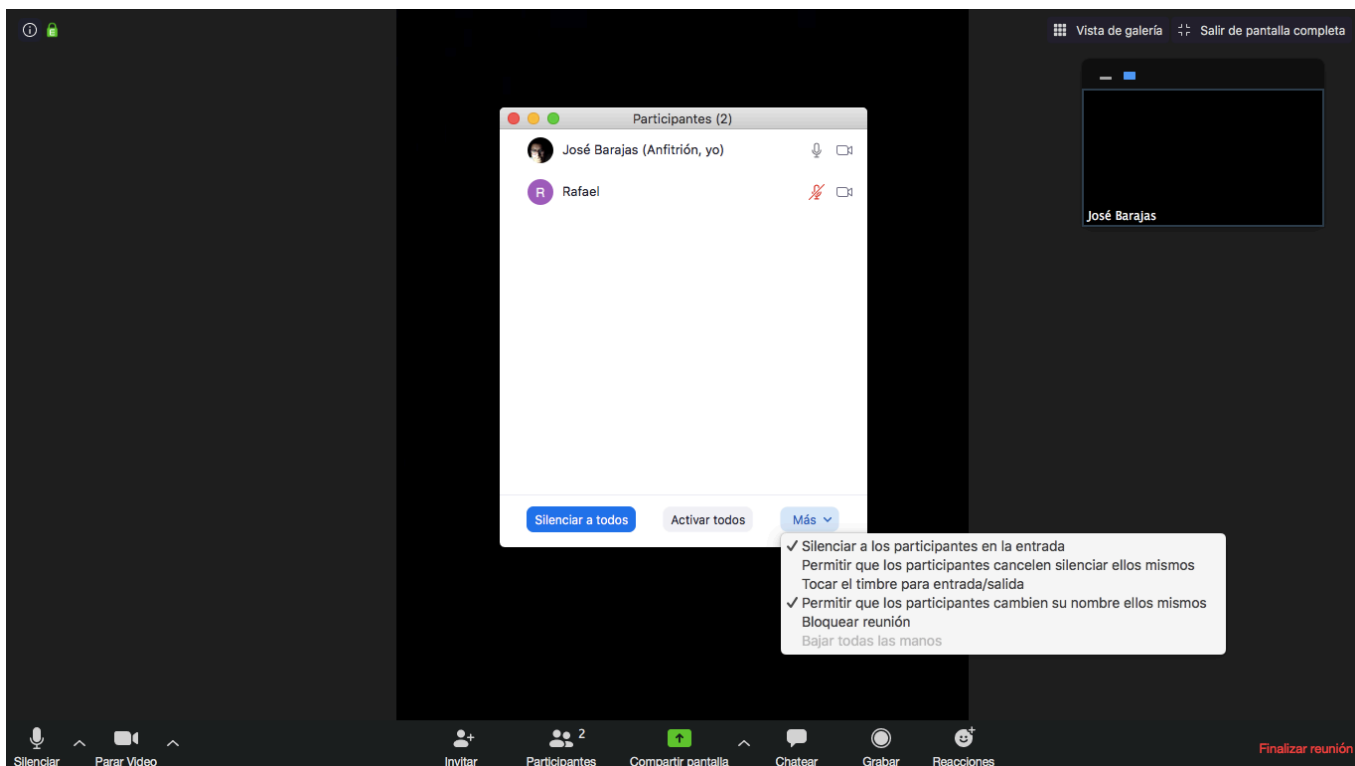 Vista de galería
Salir de pantalla completa
Participantes (2)
José Barajas (Anfitrión, yo)
R
Rafael
José Barajas
Silenciar a todos
Activar todos
Más
Silenciar a los participantes en la entrada
Permitir que los participantes cancelen silenciar ellos mismos
Tocar el timbre para entrada/salida
Permitir que los participantes cambien su nombre ellos mismos
Bloquear reunión
Bajar todas las manos
Silenciar
Parar Video
Invitar
2
Participantes
Compartir pantalla
Chatear
Grabar
Reacciones
Finalizar reunión